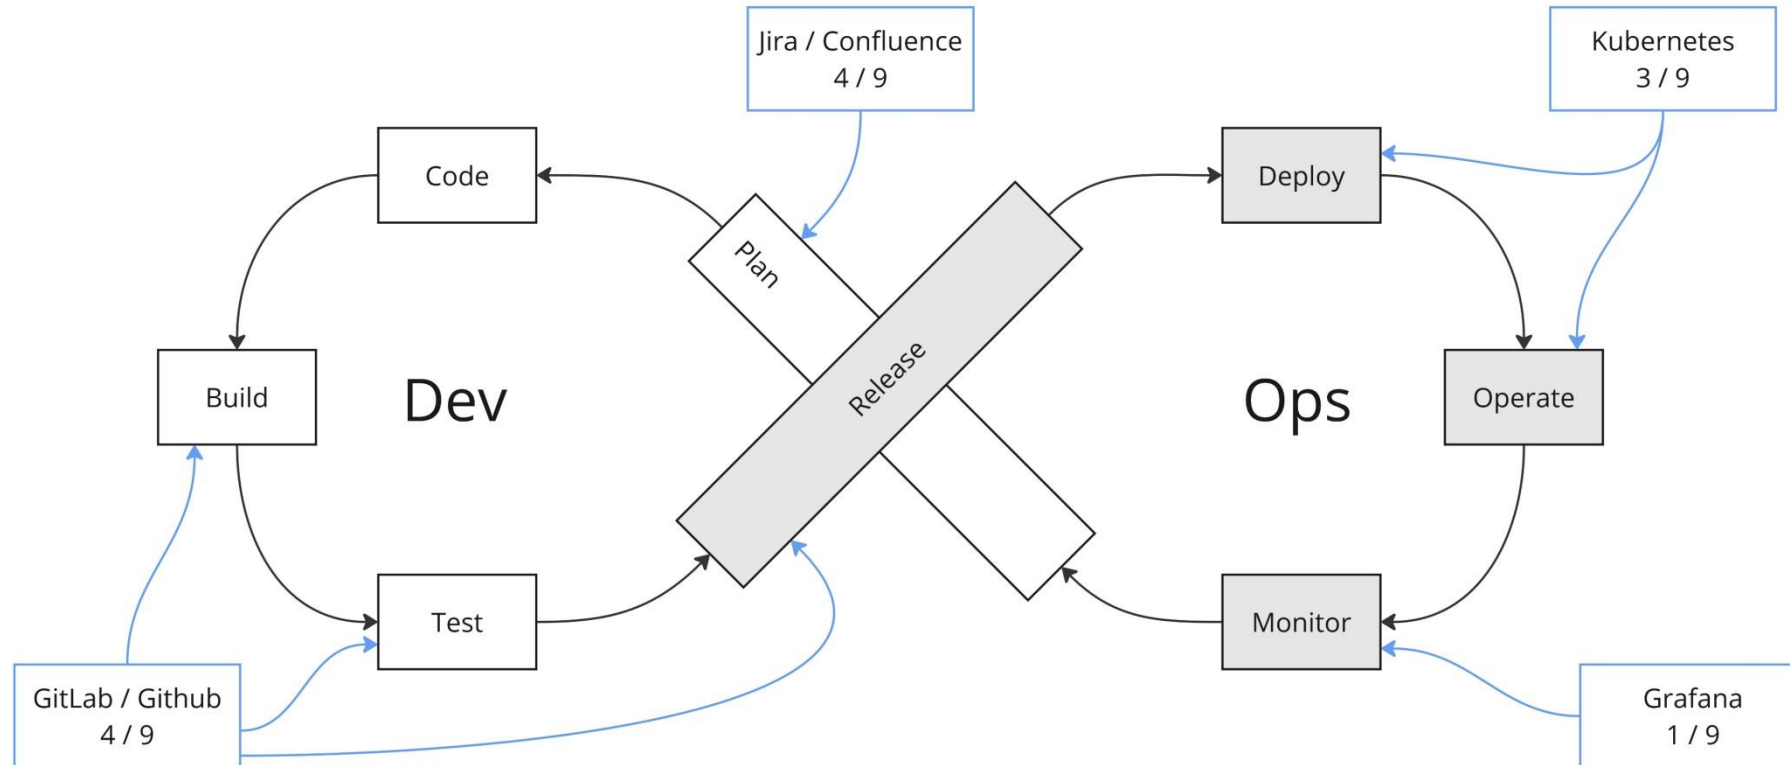 Jira / Confluence
4 / 9
Kubernetes
3 / 9
Code
Deploy
Plan
Release
Build
Dev
Ops
Operate
Test
Monitor
GitLab / Github
4 / 9
Grafana
1 / 9